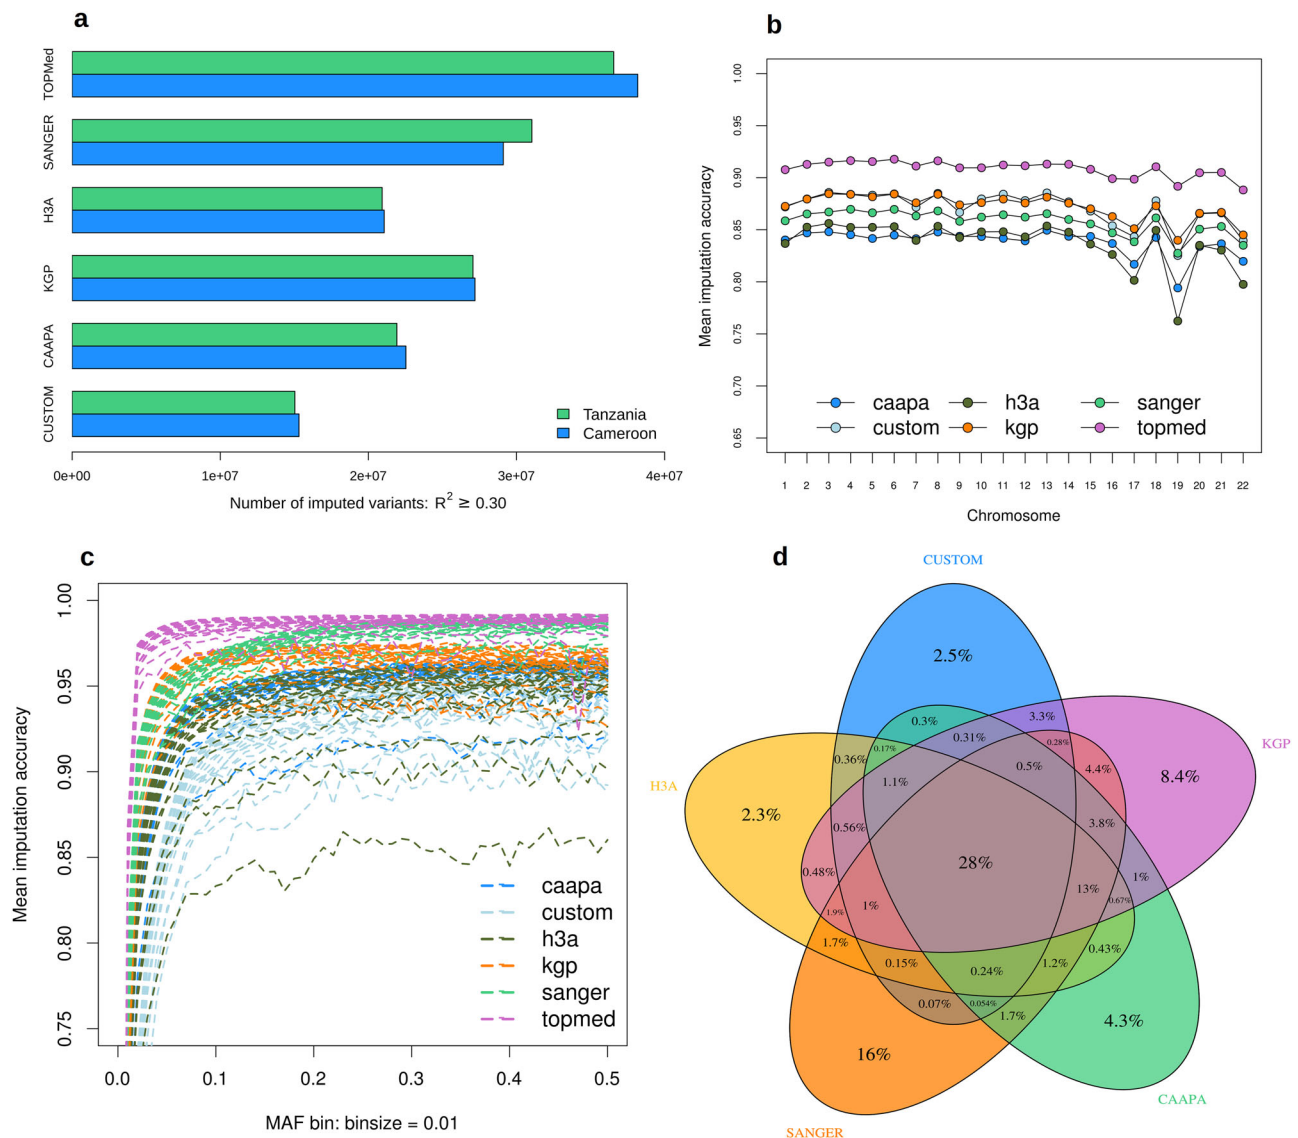 a
TOPMed
SANGER
H3A
KGP
CAAPA
CUSTOM
Tanzania
Cameroon
0e+00 1e+07 2e+07 3e+07 4e+07
Number of imputed variants: R² ≥ 0.30
b
Mean imputation accuracy
1.00
0.95
0.90
0.85
0.80
0.75
0.70
0.65
caapa h3a sanger
custom kgp topmed
1 2 3 4 5 6 7 8 9 10 11 12 13 14 15 16 17 18 19 20 21 22
Chromosome
c
Mean imputation accuracy
1.00
0.95
0.90
0.85
0.80
0.75
caapa
custom
h3a
kgp
sanger
topmed
0.0 0.1 0.2 0.3 0.4 0.5
MAF bin: binsize = 0.01
d
CUSTOM
2.5%
0.3% 3.3%
0.31%
KGP
0.17% 0.28%
0.36% 0.5% 4.4% 8.4%
1.1%
H3A
2.3%
0.56% 3.8%
28%
0.48% 1%
13%
0.67%
1.9% 1%
1.7% 0.43%
0.15% 0.24% 1.2%
0.07% 0.054%
1.7% 4.3%
16%
CAAPA
SANGER